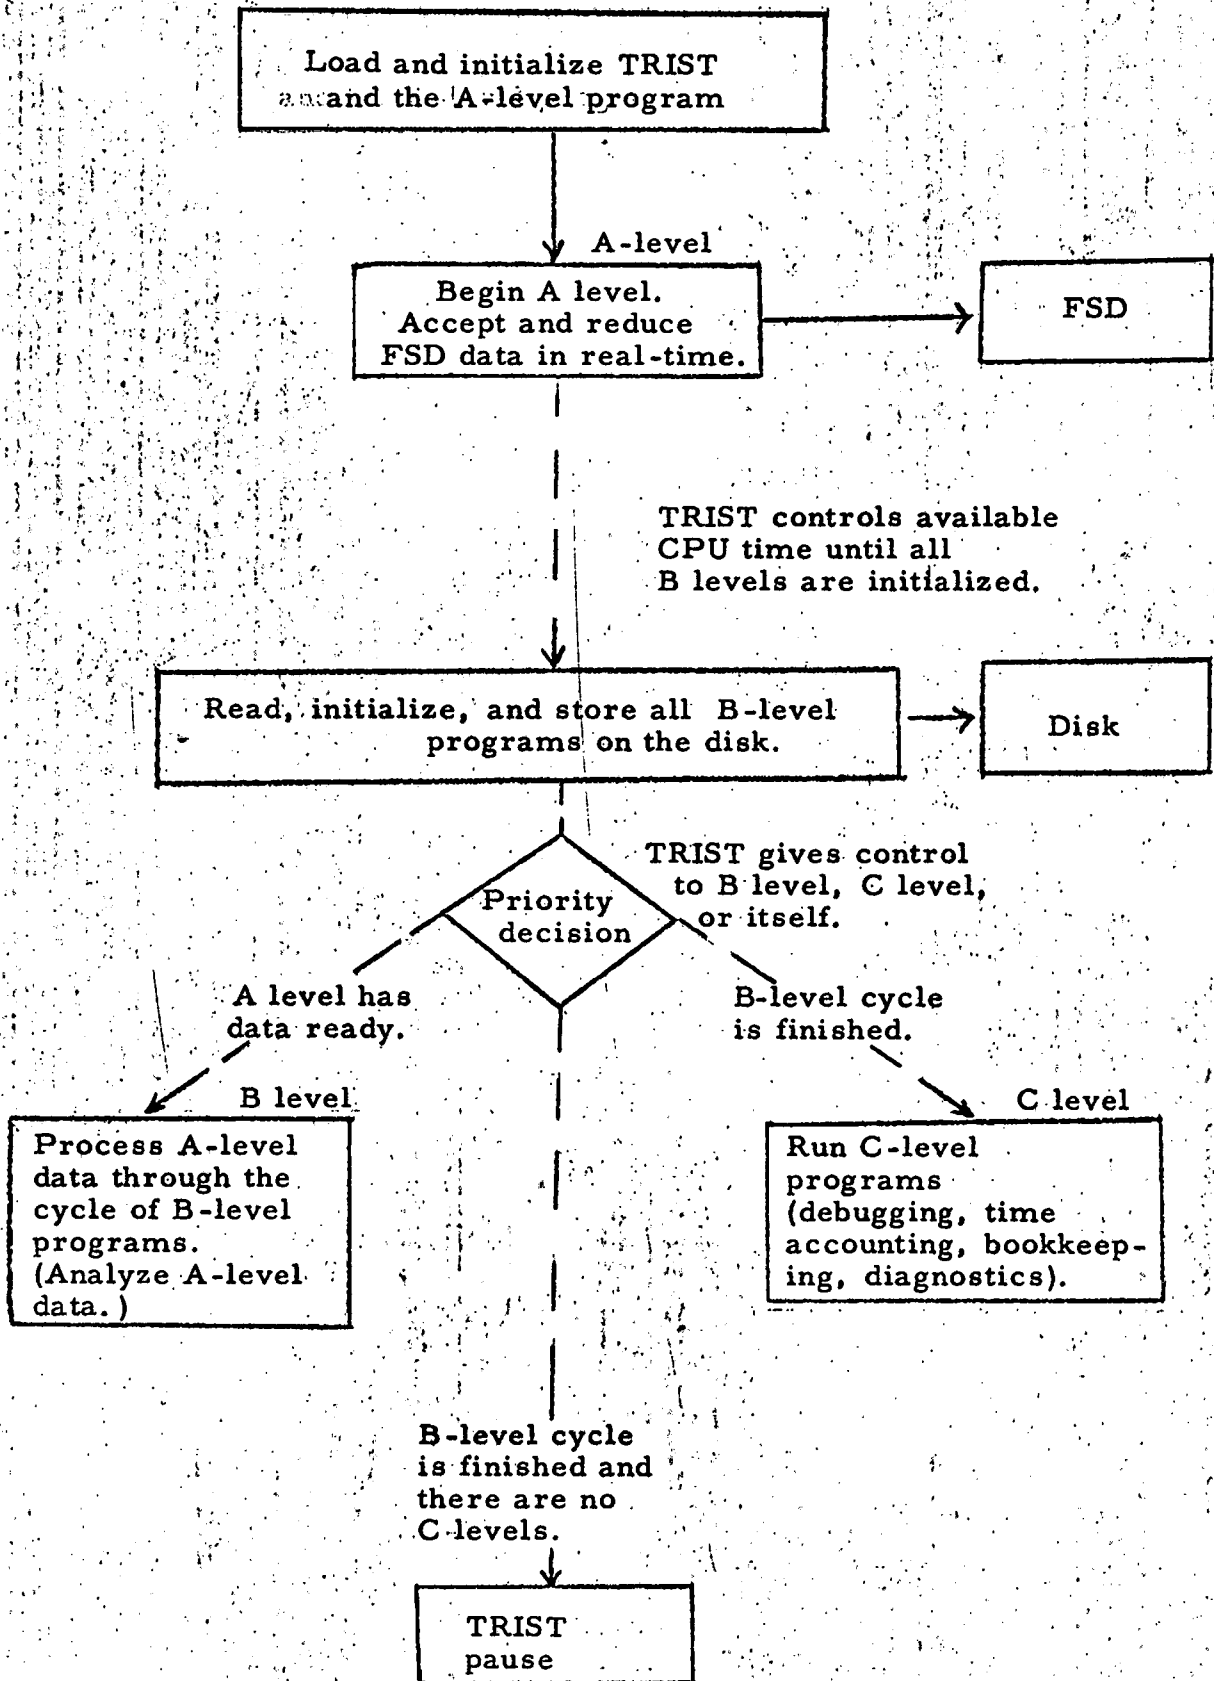 Load and initialize TRIST
and the A-level program
A-level
Begin A level.
Accept and reduce
FSD data in real-time.
FSD
TRIST controls available
CPU time until all
B levels are initialized.
Read, initialize, and store all B-level
programs on the disk.
Disk
TRIST gives control
to B level, C level,
or itself.
Priority
decision
A level has
data ready.
B-level cycle
is finished.
B level
Process A-level
data through the
cycle of B-level
programs.
(Analyze A-level
data.)
C level
Run C-level
programs
(debugging, time
accounting, bookkeep-
ing, diagnostics).
B-level cycle
is finished and
there are no
C levels.
TRIST
pause